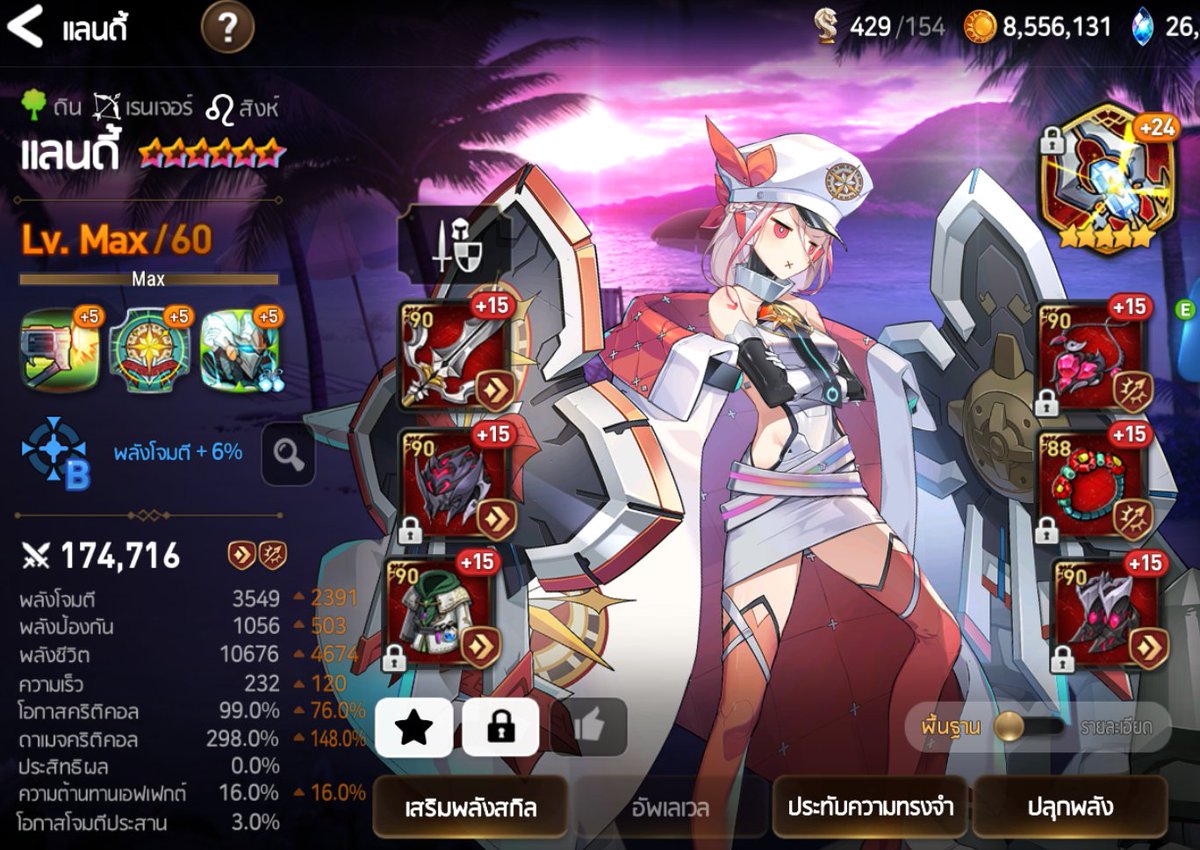 แลนดี้
?
429/154
8,556,131
26,
ดิน เรนเจอร์ สิงห์
แลนดี้
+24
Lv. Max/60
Max
+5 +5 +5
B พลังโจมตี + 6%
90 +15
90 +15
90 +15
90 +15
88 +15
90 +15
E
174,716
พลังโจมตี 3549 2391
พลังป้องกัน 1056 503
พลังชีวิต 10676 4674
ความเร็ว 232 120
โอกาสคริติคอล 99.0% 76.0%
ดาเมจคริติคอล 298.0% 148.0%
ประสิทธิผล 0.0%
ความต้านทานเอฟเฟกต์ 16.0% 16.0%
โอกาสโจมตีประสาน 3.0%
พื้นฐาน รายละเอียด
เสริมพลังสกิล อัพเลเวล ประทับความทรงจำ ปลุกพลัง